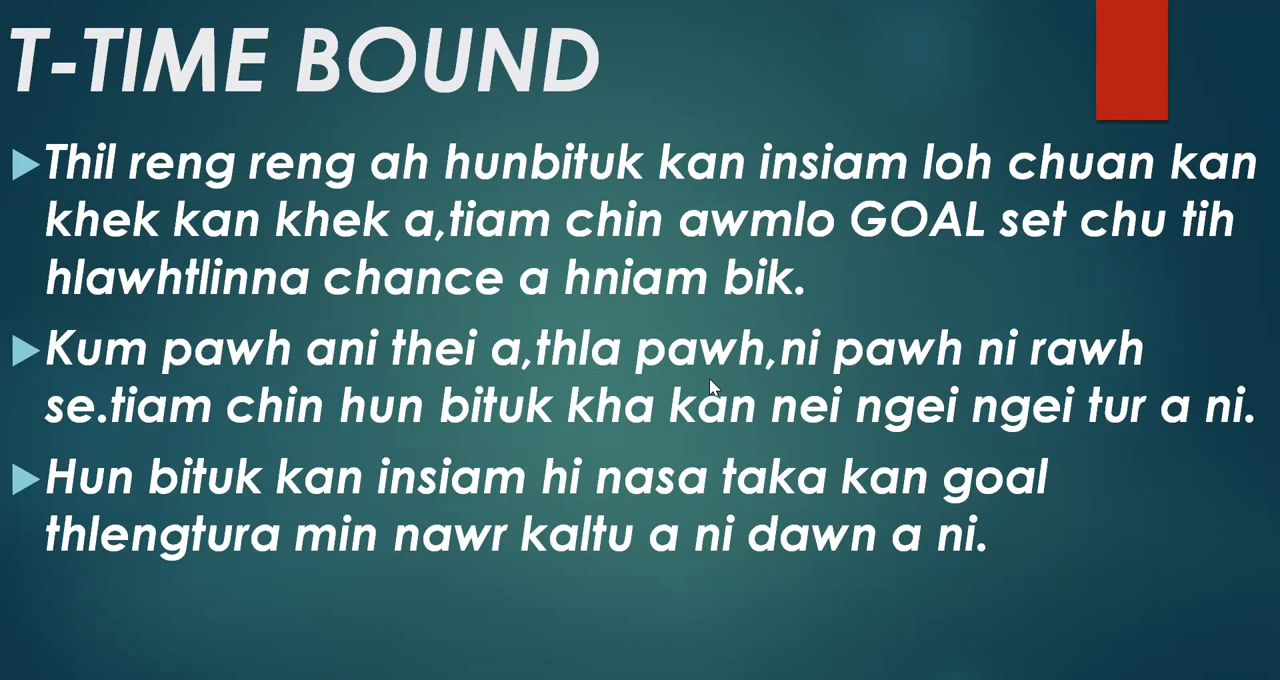 T-TIME BOUND
Thil reng reng ah hunbituk kan insiam loh chuan kan
khek kan khek a,tiam chin awmlo GOAL set chu tih
hlawhtlinna chance a hniam bik.
Kum pawh ani thei a,thla pawh,ni pawh ni rawh
se.tiam chin hun bituk kha kan nei ngei ngei tur a ni.
Hun bituk kan insiam hi nasa taka kan goal
thlengtura min nawr kaltu a ni dawn a ni.